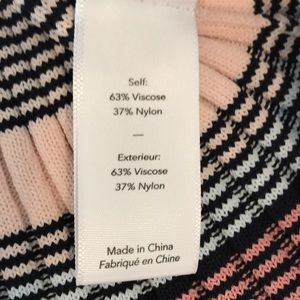 Self:
63% Viscose
37% Nylon
—
Exterieur:
63% Viscose
37% Nylon
Made in China
Fabriqué en Chine